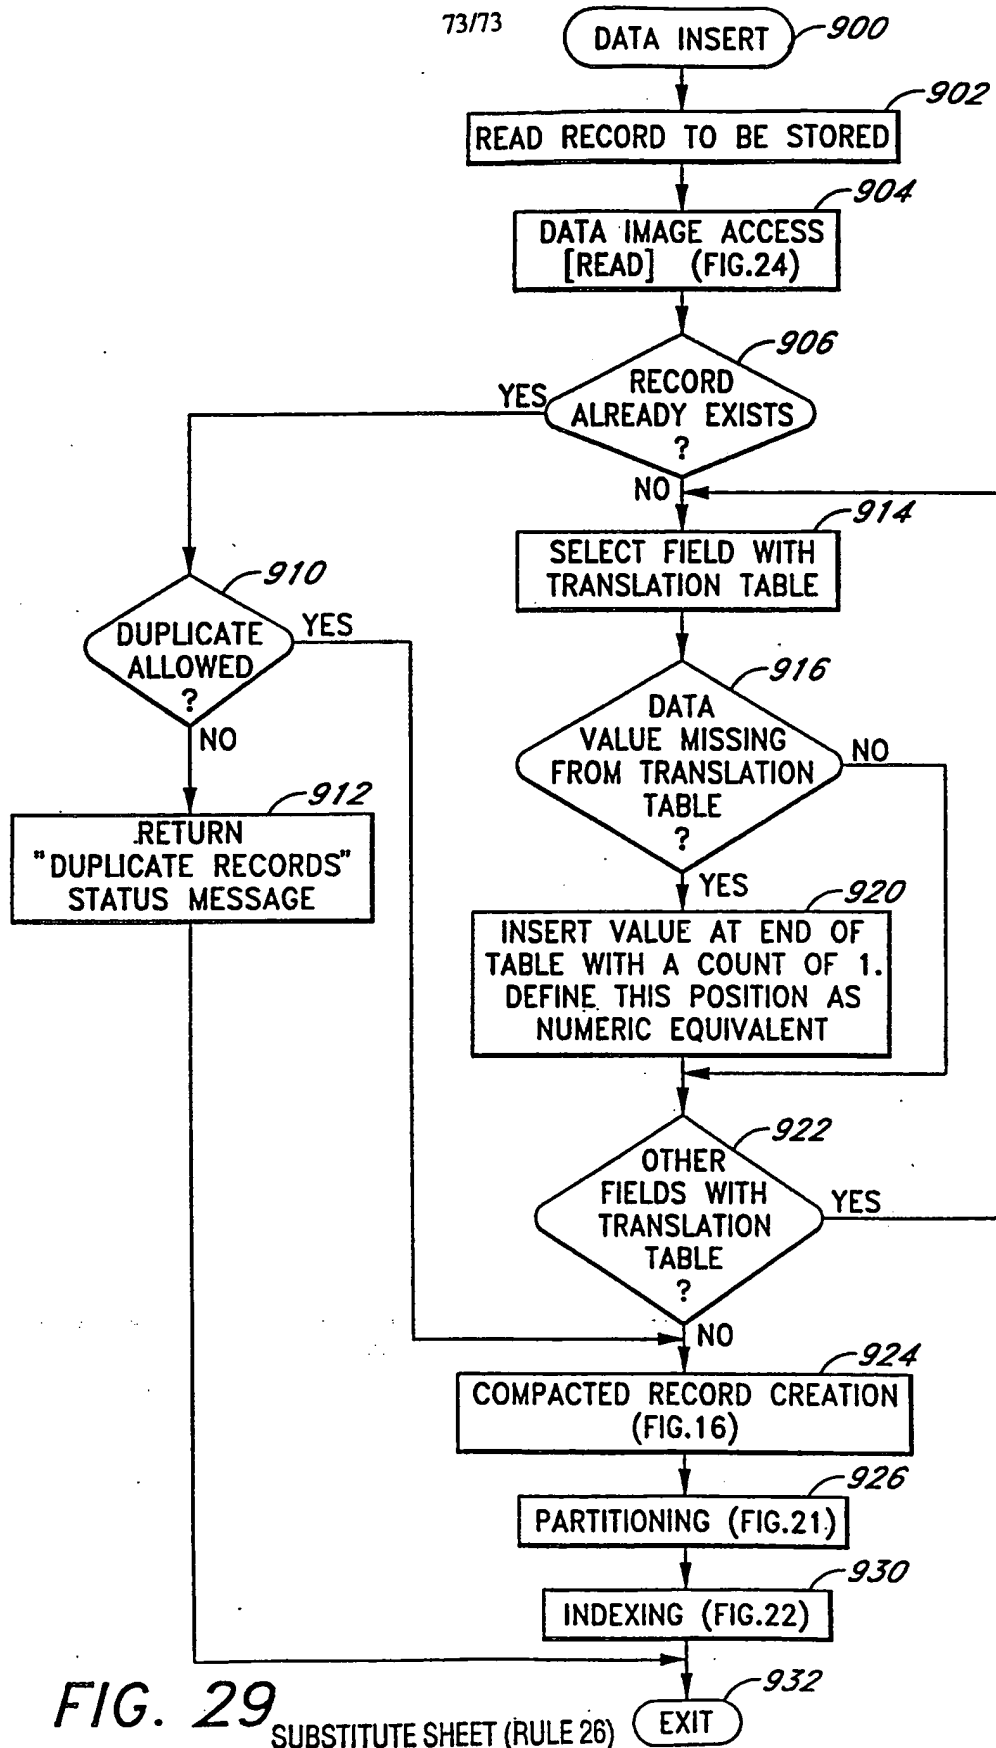 73/73
DATA INSERT
900
902
READ RECORD TO BE STORED
904
DATA IMAGE ACCESS
[READ] (FIG.24)
906
RECORD
ALREADY EXISTS
?
YES
NO
910
DUPLICATE
ALLOWED
?
YES
NO
912
RETURN
"DUPLICATE RECORDS"
STATUS MESSAGE
914
SELECT FIELD WITH
TRANSLATION TABLE
916
DATA
VALUE MISSING
FROM TRANSLATION
TABLE
?
NO
YES
920
INSERT VALUE AT END OF
TABLE WITH A COUNT OF 1.
DEFINE THIS POSITION AS
NUMERIC EQUIVALENT
922
OTHER
FIELDS WITH
TRANSLATION
TABLE
?
YES
NO
924
COMPACTED RECORD CREATION
(FIG.16)
926
PARTITIONING (FIG.21)
930
INDEXING (FIG.22)
932
EXIT
FIG. 29
SUBSTITUTE SHEET (RULE 26)